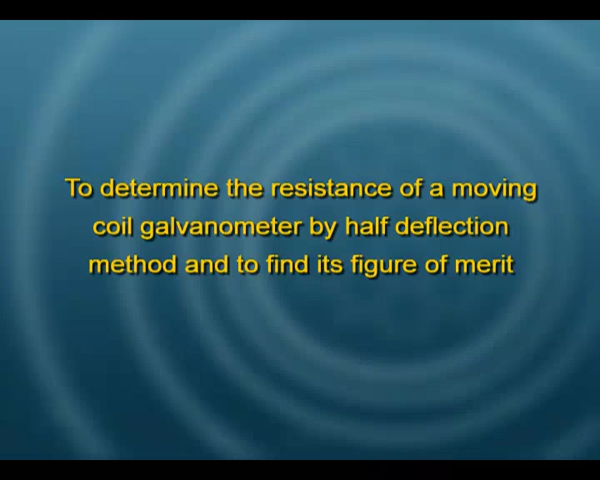 To determine the resistance of a moving
coil galvanometer by half deflection
method and to find its figure of merit